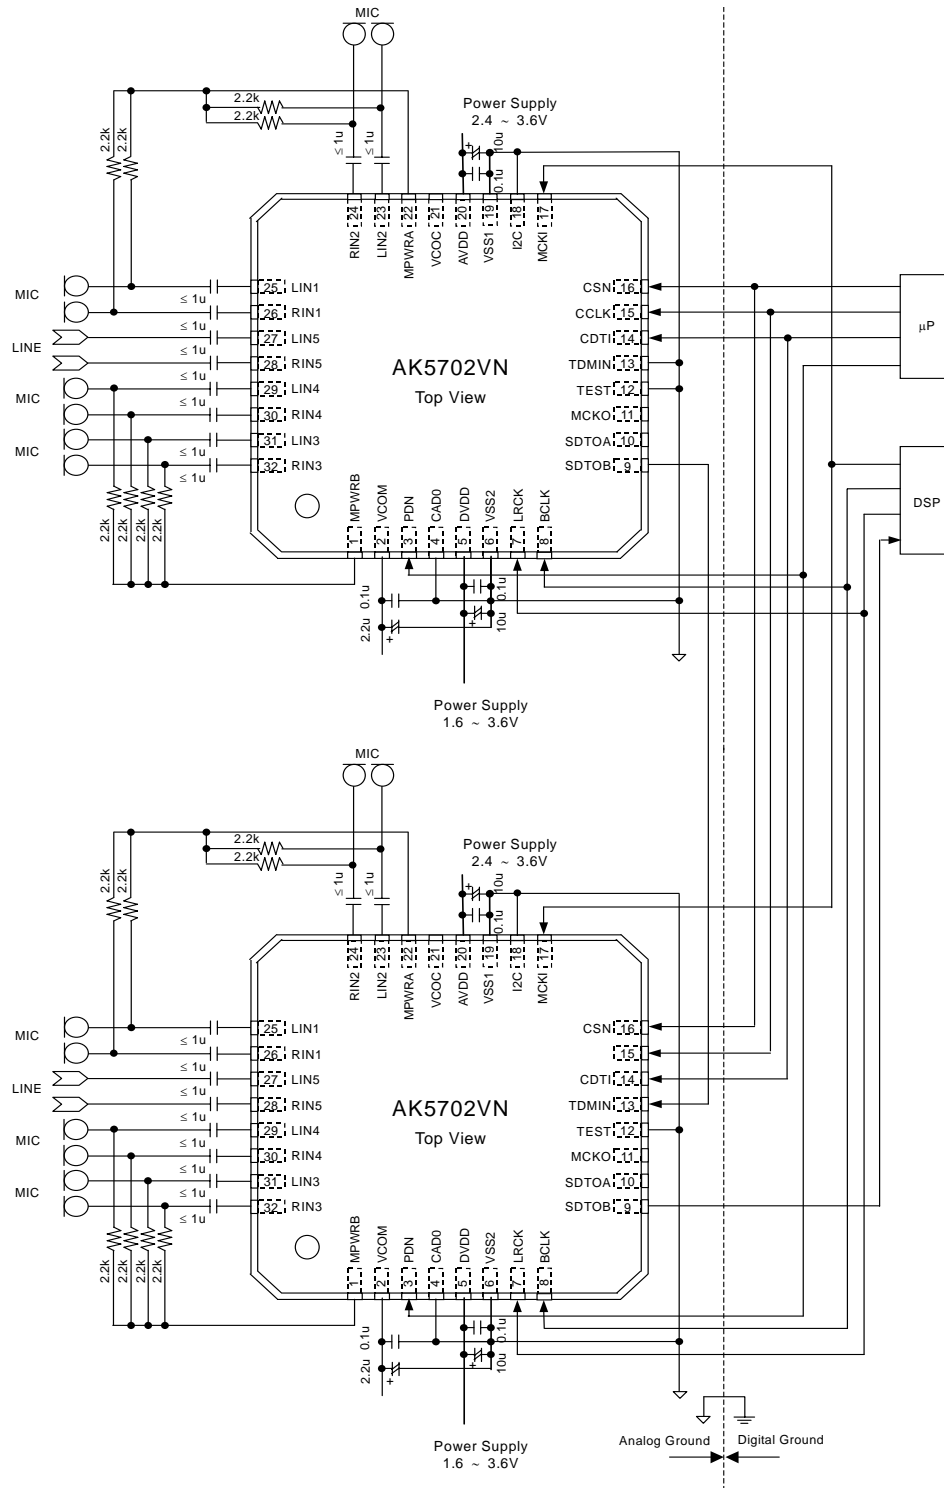 MIC
2.2k
2.2k
2.2k
2.2k
≤ 1u
≤ 1u
Power Supply
2.4 ~ 3.6V
10u
0.1u
RIN2 24
LIN2 23
MPWRA 22
VCOC 21
AVDD 20
VSS1 19
I2C 18
MCKI 17
MIC
LINE
MIC
MIC
≤ 1u
≤ 1u
≤ 1u
≤ 1u
25 LIN1
26 RIN1
27 LIN5
28 RIN5
29 LIN4
30 RIN4
31 LIN3
32 RIN3
AK5702VN
Top View
CSN 16
CCLK 15
CDTI 14
TDMIN 13
TEST 12
MCKO 11
SDTOA 10
SDTOB 9
µP
DSP
MPWRB 1
VCOM 2
PDN 3
CAD0 4
DVDD 5
VSS2 6
LRCK 7
BCLK 8
2.2k
2.2k
2.2k
2.2k
2.2u
0.1u
0.1u
10u
Power Supply
1.6 ~ 3.6V
MIC
2.2k
2.2k
2.2k
2.2k
≤ 1u
≤ 1u
Power Supply
2.4 ~ 3.6V
10u
0.1u
RIN2 24
LIN2 23
MPWRA 22
VCOC 21
AVDD 20
VSS1 19
I2C 18
MCKI 17
MIC
LINE
MIC
MIC
≤ 1u
≤ 1u
≤ 1u
≤ 1u
25 LIN1
26 RIN1
27 LIN5
28 RIN5
29 LIN4
30 RIN4
31 LIN3
32 RIN3
AK5702VN
Top View
CSN 16
15
CDTI 14
TDMIN 13
TEST 12
MCKO 11
SDTOA 10
SDTOB 9
MPWRB 1
VCOM 2
PDN 3
CAD0 4
DVDD 5
VSS2 6
LRCK 7
BCLK 8
2.2k
2.2k
2.2k
2.2k
2.2u
0.1u
0.1u
10u
Power Supply
1.6 ~ 3.6V
Analog Ground
Digital Ground